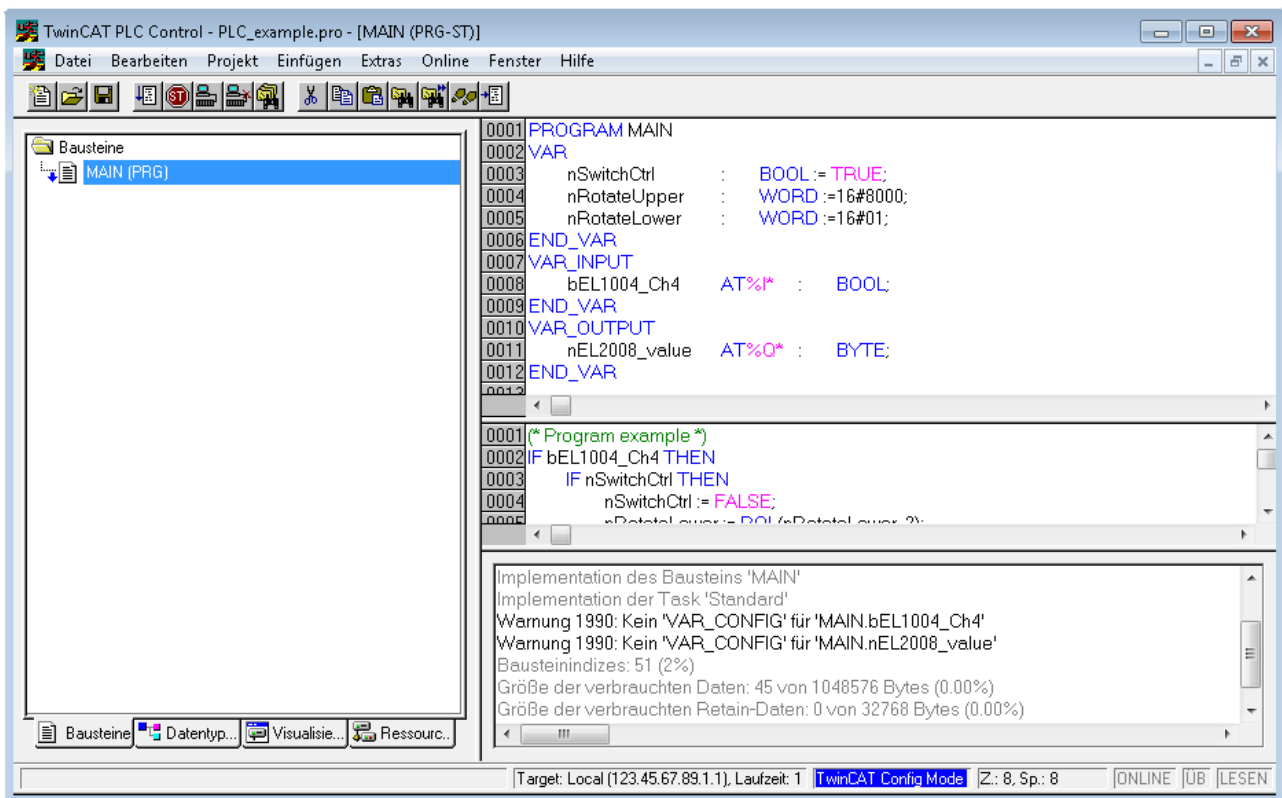 TwinCAT PLC Control - PLC_example.pro - [MAIN (PRG-ST)]
Datei Bearbeiten Projekt Einfügen Extras Online Fenster Hilfe
Bausteine
MAIN (PRG)
0001 PROGRAM MAIN
0002 VAR
0003 nSwitchCtrl : BOOL := TRUE;
0004 nRotateUpper : WORD :=16#8000;
0005 nRotateLower : WORD :=16#01;
0006 END_VAR
0007 VAR_INPUT
0008 bEL1004_Ch4 AT%I* : BOOL;
0009 END_VAR
0010 VAR_OUTPUT
0011 nEL2008_value AT%Q* : BYTE;
0012 END_VAR
0013
0001 (* Program example *)
0002 IF bEL1004_Ch4 THEN
0003 IF nSwitchCtrl THEN
0004 nSwitchCtrl := FALSE;
0005 nRotateLower := ROL(nRotateLower, 2);
Implementation des Bausteins 'MAIN'
Implementation der Task 'Standard'
Warnung 1990: Kein 'VAR_CONFIG' für 'MAIN.bEL1004_Ch4'
Warnung 1990: Kein 'VAR_CONFIG' für 'MAIN.nEL2008_value'
Bausteinindizes: 51 (2%)
Größe der verbrauchten Daten: 45 von 1048576 Bytes (0.00%)
Größe der verbrauchten Retain-Daten: 0 von 32768 Bytes (0.00%)
Bausteine Datentyp... Visualisie... Ressourc..
Target: Local (123.45.67.89.1.1), Laufzeit: 1 TwinCAT Config Mode Z.: 8, Sp.: 8 ONLINE ÜB LESEN